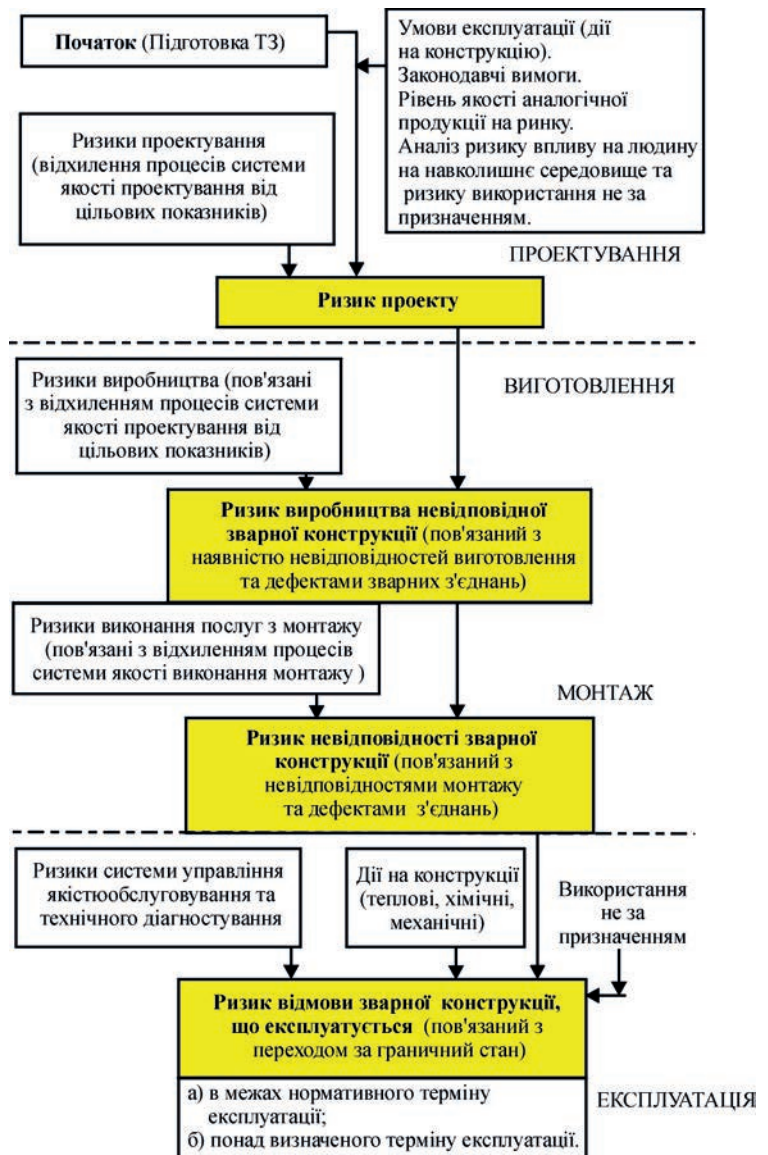 Початок (Підготовка ТЗ)
Умови експлуатації (дії
на конструкцію).
Законодавчі вимоги.
Рівень якості аналогічної
продукції на ринку.
Аналіз ризику впливу на людину
на навколишнє середовище та
ризику використання не за
призначенням.
Ризики проектування
(відхилення процесів системи
якості проектування від
цільових показників)
ПРОЕКТУВАННЯ
Ризик проекту
Ризики виробництва (пов'язані
з відхиленням процесів системи
якості проектування від
цільових показників)
ВИГОТОВЛЕННЯ
Ризик виробництва невідповідної
зварної конструкції (пов'язаний з
наявністю невідповідностей виготовлення
та дефектами зварних з'єднань)
Ризики виконання послуг з монтажу
(пов'язані з відхиленням процесів
системи якості виконання монтажу )
МОНТАЖ
Ризик невідповідності зварної
конструкції (пов'язаний з
невідповідностями монтажу
та дефектами з'єднань)
Ризики системи управління
якістюобслуговування та
технічного діагностування
Дії на конструкції
(теплові, хімічні,
механічні)
Використання
не за
призначенням
Ризик відмови зварної конструкції,
що експлуатується (пов'язаний з
переходом за граничний стан)
а) в межах нормативного терміну
експлуатації;
б) понад визначеного терміну експлуатації.
ЕКСПЛУАТАЦІЯ